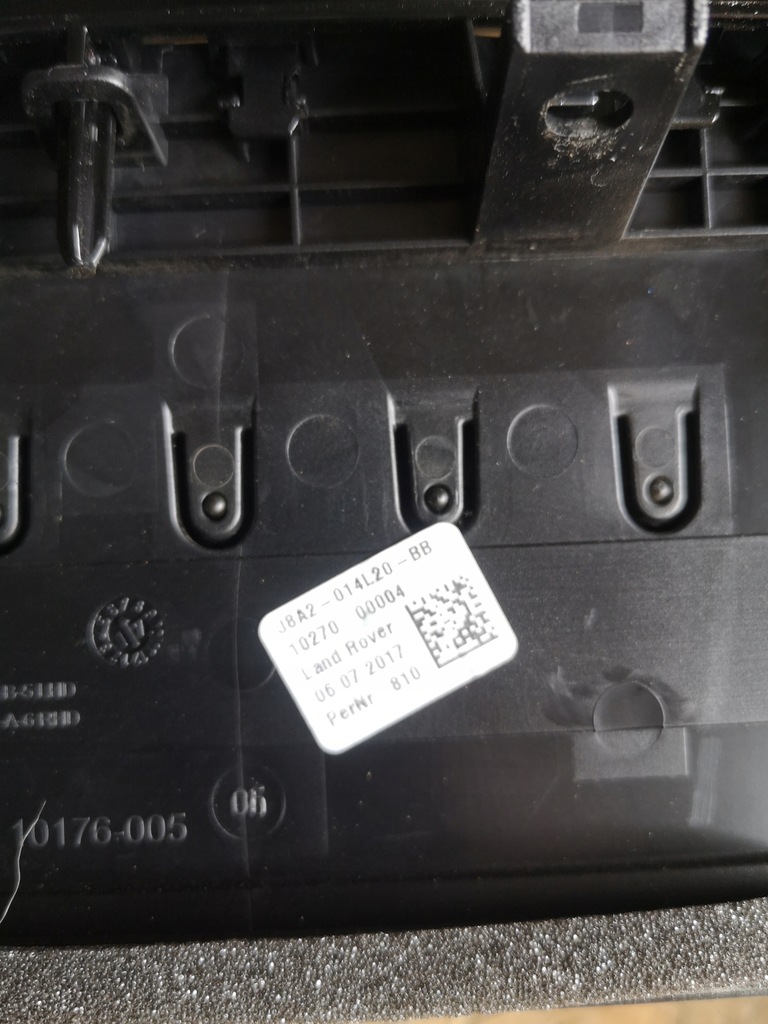 J8A2-014L20-BB
10270 00004
Land Rover
06 07 2017
PerNr 810
10176-005